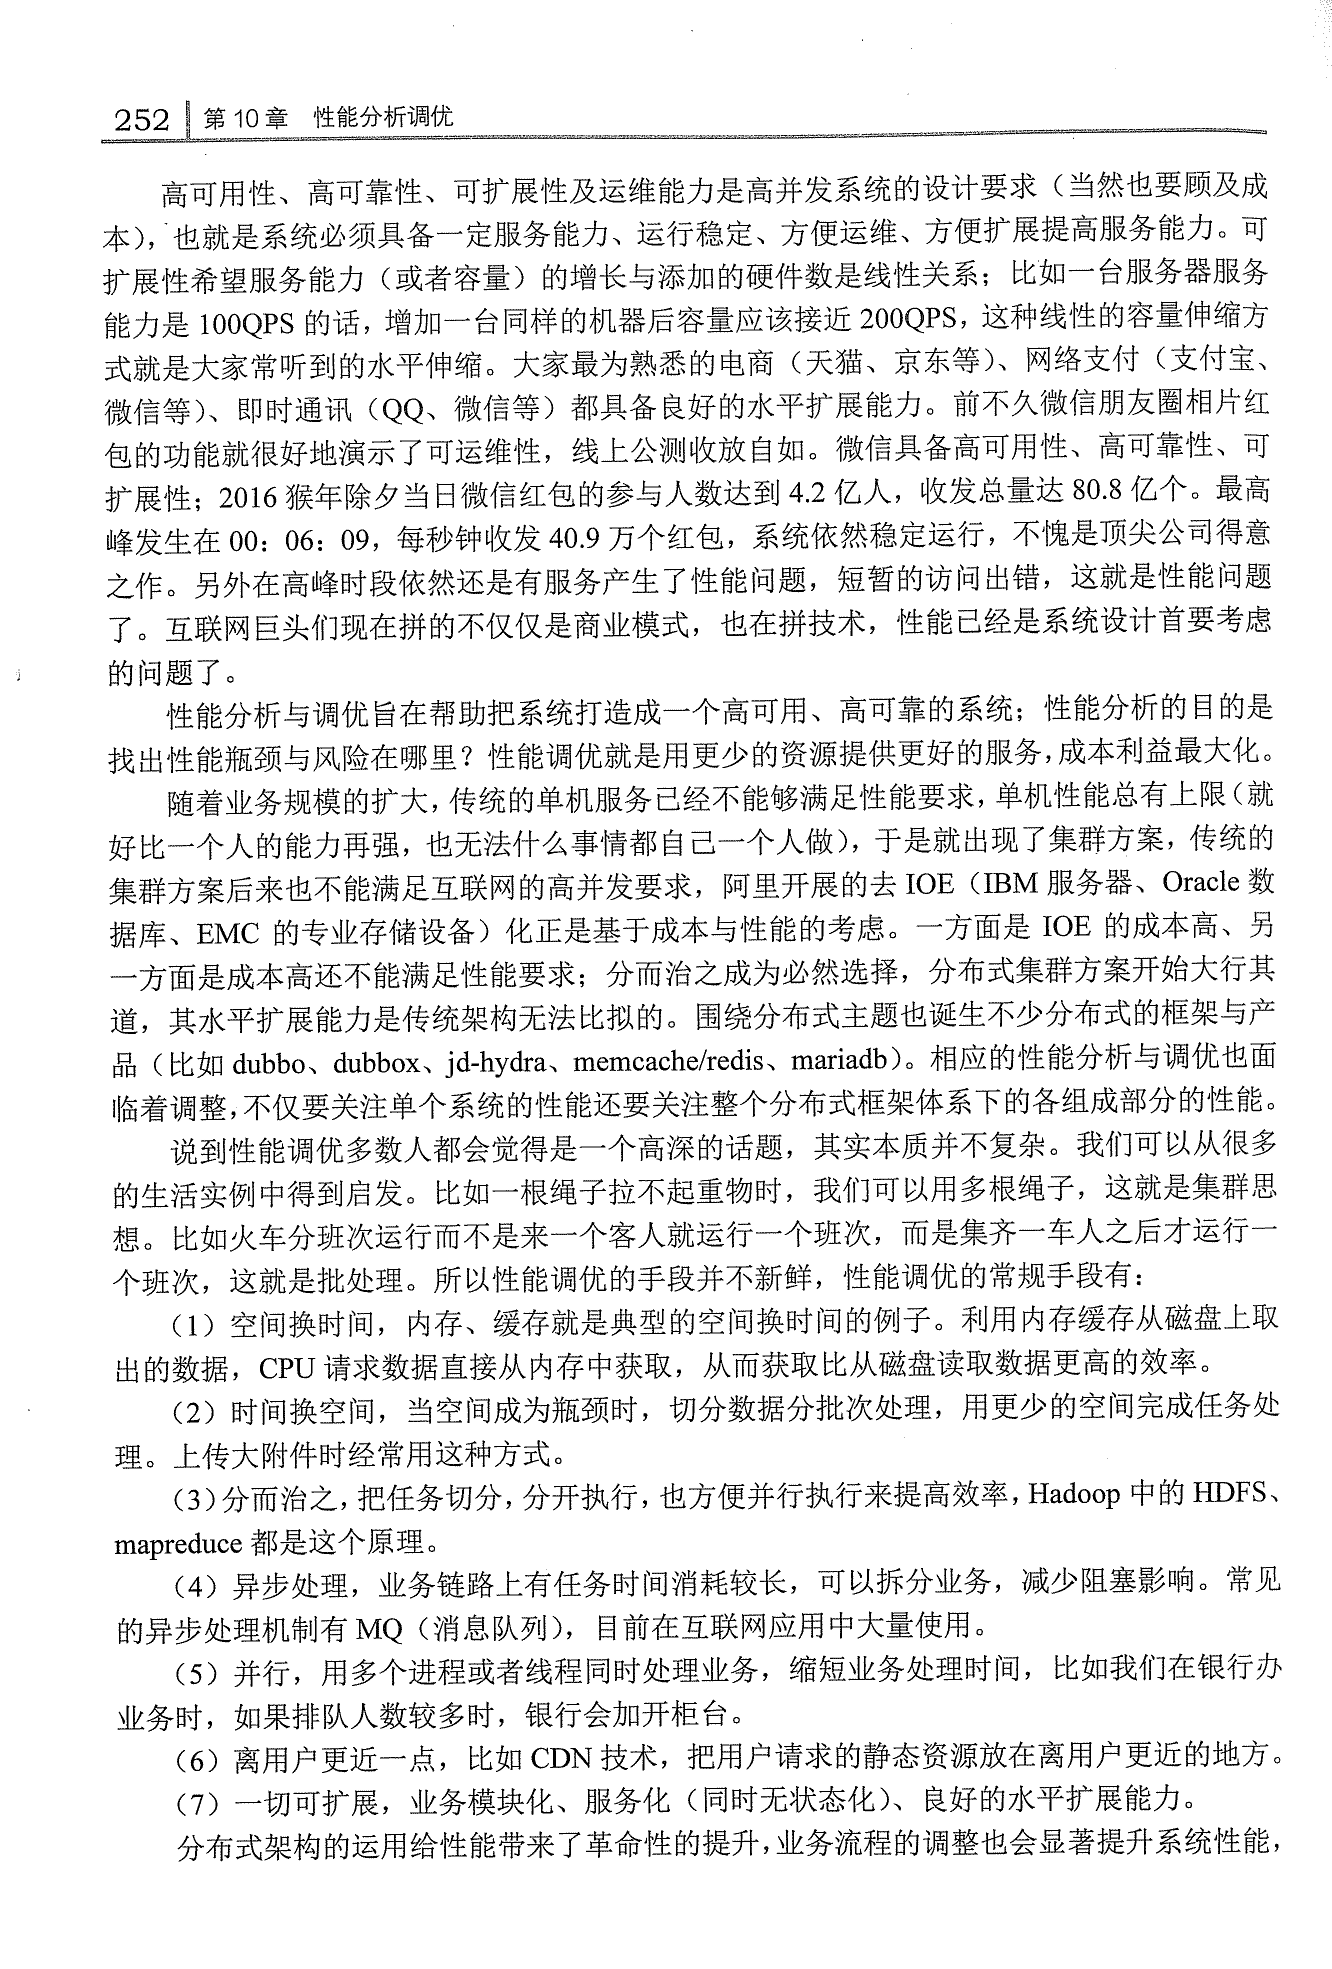 252 第10章 性能分析调优
高可用性、高可靠性、可扩展性及运维能力是高并发系统的设计要求（当然也要顾及成
本），也就是系统必须具备一定服务能力、运行稳定、方便运维、方便扩展提高服务能力。可
扩展性希望服务能力（或者容量）的增长与添加的硬件数是线性关系；比如一台服务器服务
能力是 100QPS 的话，增加一台同样的机器后容量应该接近 200QPS，这种线性的容量伸缩方
式就是大家常听到的水平伸缩。大家最为熟悉的电商（天猫、京东等）、网络支付（支付宝、
微信等）、即时通讯（QQ、微信等）都具备良好的水平扩展能力。前不久微信朋友圈相片红
包的功能就很好地演示了可运维性，线上公测收放自如。微信具备高可用性、高可靠性、可
扩展性；2016 猴年除夕当日微信红包的参与人数达到 4.2 亿人，收发总量达 80.8 亿个。最高
峰发生在 00：06：09，每秒钟收发 40.9 万个红包，系统依然稳定运行，不愧是顶尖公司得意
之作。另外在高峰时段依然还是有服务产生了性能问题，短暂的访问出错，这就是性能问题
了。互联网巨头们现在拼的不仅仅是商业模式，也在拼技术，性能已经是系统设计首要考虑
的问题了。
性能分析与调优旨在帮助把系统打造成一个高可用、高可靠的系统；性能分析的目的是
找出性能瓶颈与风险在哪里？性能调优就是用更少的资源提供更好的服务，成本利益最大化。
随着业务规模的扩大，传统的单机服务已经不能够满足性能要求，单机性能总有上限（就
好比一个人的能力再强，也无法什么事情都自己一个人做），于是就出现了集群方案，传统的
集群方案后来也不能满足互联网的高并发要求，阿里开展的去 IOE（IBM 服务器、Oracle 数
据库、EMC 的专业存储设备）化正是基于成本与性能的考虑。一方面是 IOE 的成本高、另
一方面是成本高还不能满足性能要求；分而治之成为必然选择，分布式集群方案开始大行其
道，其水平扩展能力是传统架构无法比拟的。围绕分布式主题也诞生不少分布式的框架与产
品（比如 dubbo、dubbox、jd-hydra、memcache/redis、mariadb）。相应的性能分析与调优也面
临着调整，不仅要关注单个系统的性能还要关注整个分布式框架体系下的各组成部分的性能。
说到性能调优多数人都会觉得是一个高深的话题，其实本质并不复杂。我们可以从很多
的生活实例中得到启发。比如一根绳子拉不起重物时，我们可以用多根绳子，这就是集群思
想。比如火车分班次运行而不是来一个客人就运行一个班次，而是集齐一车人之后才运行一
个班次，这就是批处理。所以性能调优的手段并不新鲜，性能调优的常规手段有：
（1）空间换时间，内存、缓存就是典型的空间换时间的例子。利用内存缓存从磁盘上取
出的数据，CPU 请求数据直接从内存中获取，从而获取比从磁盘读取数据更高的效率。
（2）时间换空间，当空间成为瓶颈时，切分数据分批次处理，用更少的空间完成任务处
理。上传大附件时经常用这种方式。
（3）分而治之，把任务切分，分开执行，也方便并行执行来提高效率，Hadoop 中的 HDFS、
mapreduce 都是这个原理。
（4）异步处理，业务链路上有任务时间消耗较长，可以拆分业务，减少阻塞影响。常见
的异步处理机制有 MQ（消息队列），目前在互联网应用中大量使用。
（5）并行，用多个进程或者线程同时处理业务，缩短业务处理时间，比如我们在银行办
业务时，如果排队人数较多时，银行会加开柜台。
（6）离用户更近一点，比如 CDN 技术，把用户请求的静态资源放在离用户更近的地方。
（7）一切可扩展，业务模块化、服务化（同时无状态化）、良好的水平扩展能力。
分布式架构的运用给性能带来了革命性的提升，业务流程的调整也会显著提升系统性能，